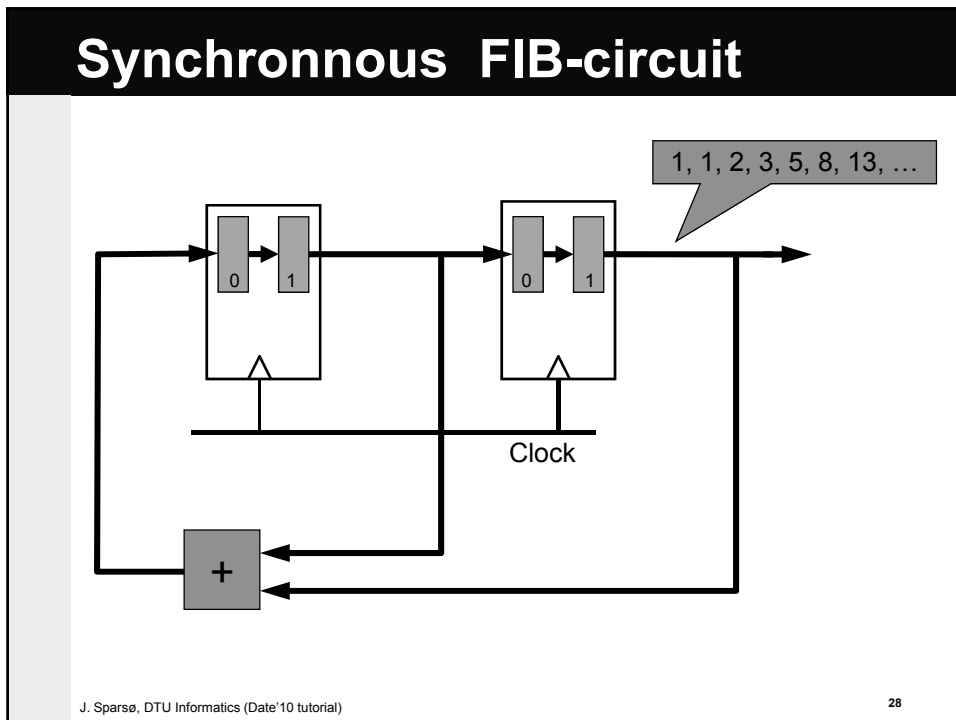 Synchronnous FIB-circuit
1, 1, 2, 3, 5, 8, 13, …
0 1 0 1
Clock
+
J. Sparsø, DTU Informatics (Date'10 tutorial)
28